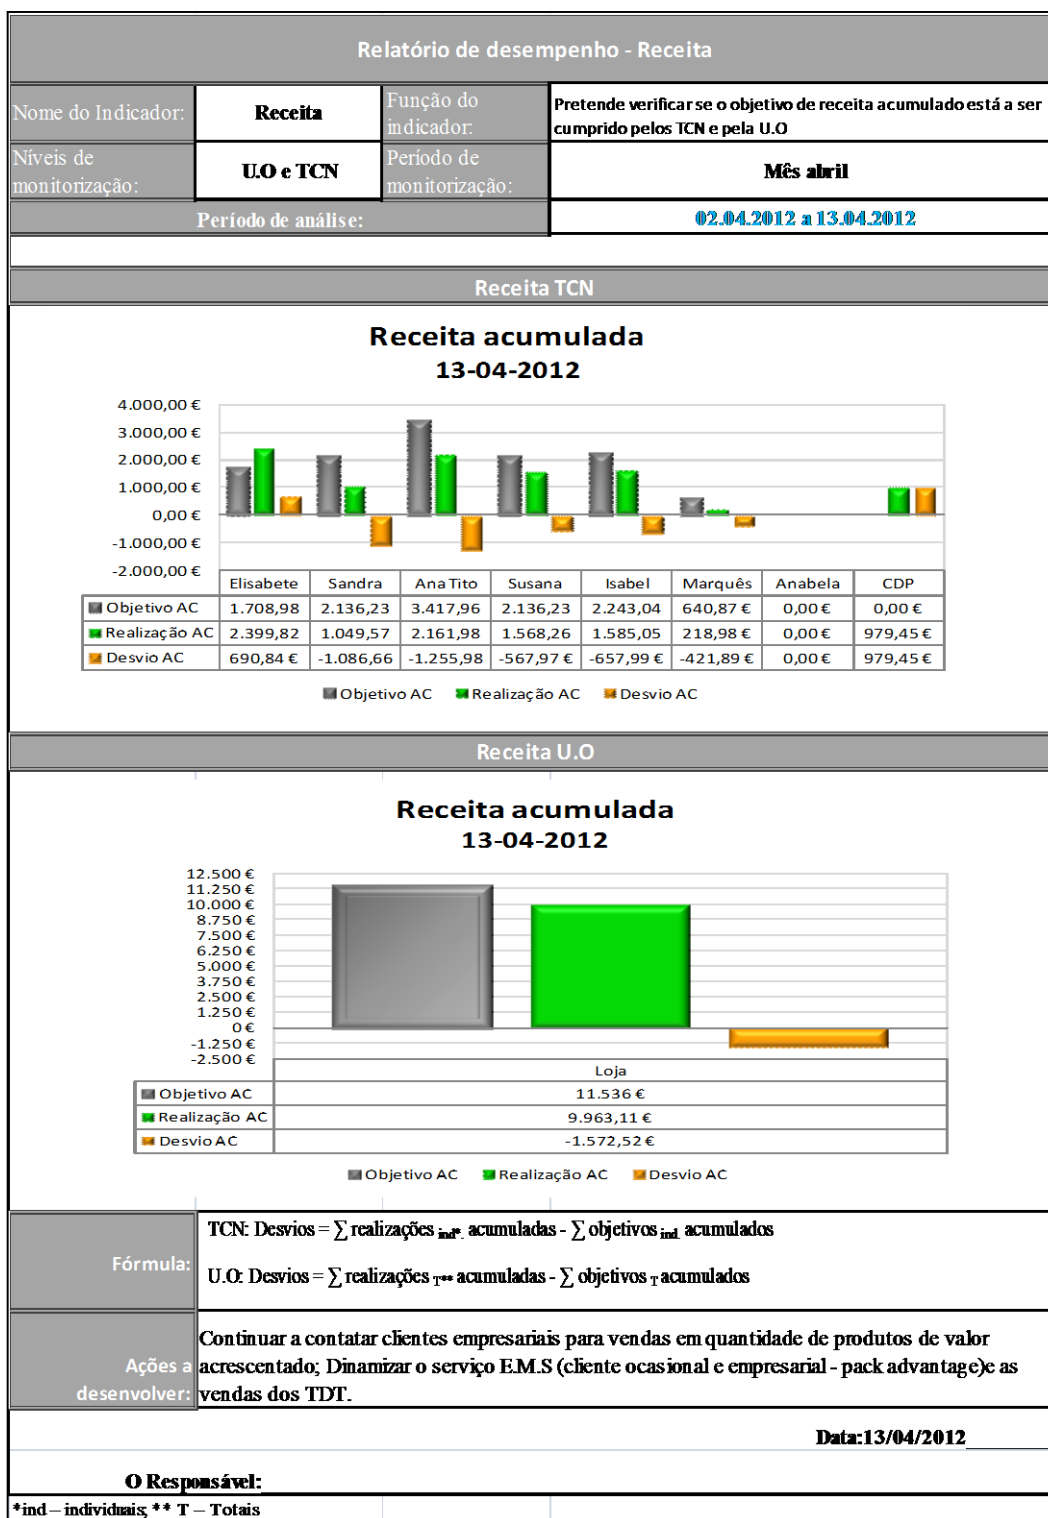 Relatório de desempenho - Receita
Nome do Indicador:
Receita
Função do
indicador:
Pretende verificar se o objetivo de receita acumulado está a ser
cumprido pelos TCN e pela U.O
Níveis de
monitorização:
U.O e TCN
Período de
monitorização:
Mês abril
Período de análise:
02.04.2012 a 13.04.2012
Receita TCN
Receita acumulada
13-04-2012
4.000,00 €
3.000,00 €
2.000,00 €
1.000,00 €
0,00 €
-1.000,00 €
-2.000,00 €
Elisabete Sandra Ana Tito Susana Isabel Marquês Anabela CDP
Objetivo AC 1.708,98 2.136,23 3.417,96 2.136,23 2.243,04 640,87 € 0,00 € 0,00 €
Realização AC 2.399,82 1.049,57 2.161,98 1.568,26 1.585,05 218,98 € 0,00 € 979,45 €
Desvio AC 690,84 € -1.086,66 -1.255,98 -567,97 € -657,99 € -421,89 € 0,00 € 979,45 €
Objetivo AC Realização AC Desvio AC
Receita U.O
Receita acumulada
13-04-2012
12.500 €
11.250 €
10.000 €
8.750 €
7.500 €
6.250 €
5.000 €
3.750 €
2.500 €
1.250 €
0 €
-1.250 €
-2.500 €
Loja
Objetivo AC 11.536 €
Realização AC 9.963,11 €
Desvio AC -1.572,52 €
Objetivo AC Realização AC Desvio AC
Fórmula:
TCN: Desvios = ∑ realizações ind*. acumuladas - ∑ objetivos ind. acumulados
U.O: Desvios = ∑ realizações T** acumuladas - ∑ objetivos T acumulados
Ações a
desenvolver:
Continuar a contatar clientes empresariais para vendas em quantidade de produtos de valor
acrescentado; Dinamizar o serviço E.M.S (cliente ocasional e empresarial - pack advantage)e as
vendas dos TDT.
Data:13/04/2012
O Responsável:
*ind – individuais; ** T – Totais